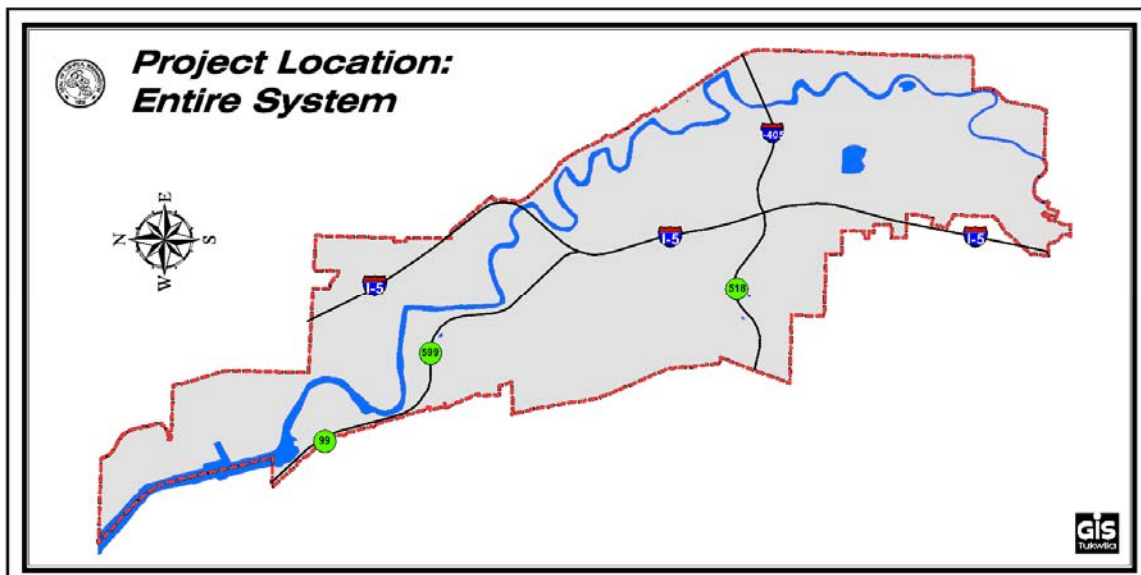 Project Location:
Entire System
N
E
S
W
I-405
I-5
I-5
I-5
518
599
99
GIS
Tukwila